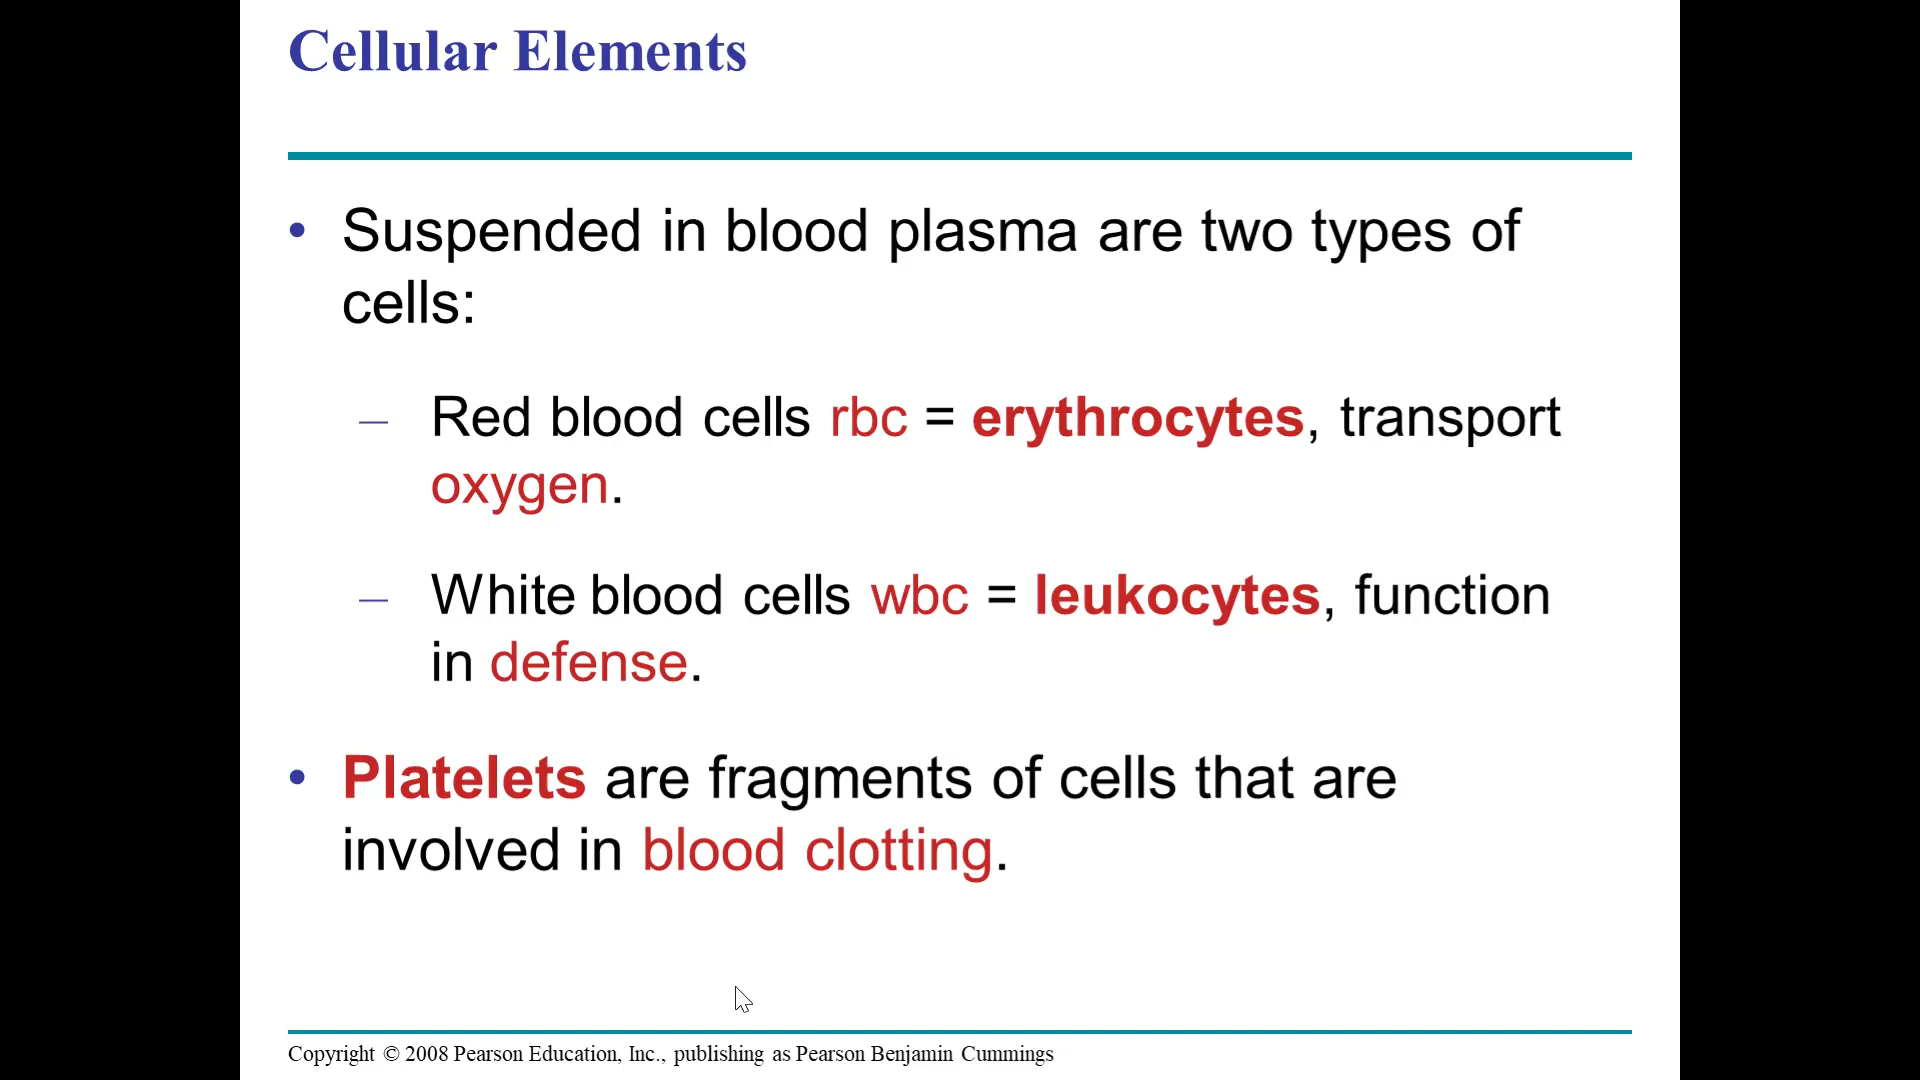 Cellular Elements
• Suspended in blood plasma are two types of
cells:
– Red blood cells rbc = erythrocytes, transport
oxygen.
– White blood cells wbc = leukocytes, function
in defense.
• Platelets are fragments of cells that are
involved in blood clotting.
Copyright © 2008 Pearson Education, Inc., publishing as Pearson Benjamin Cummings